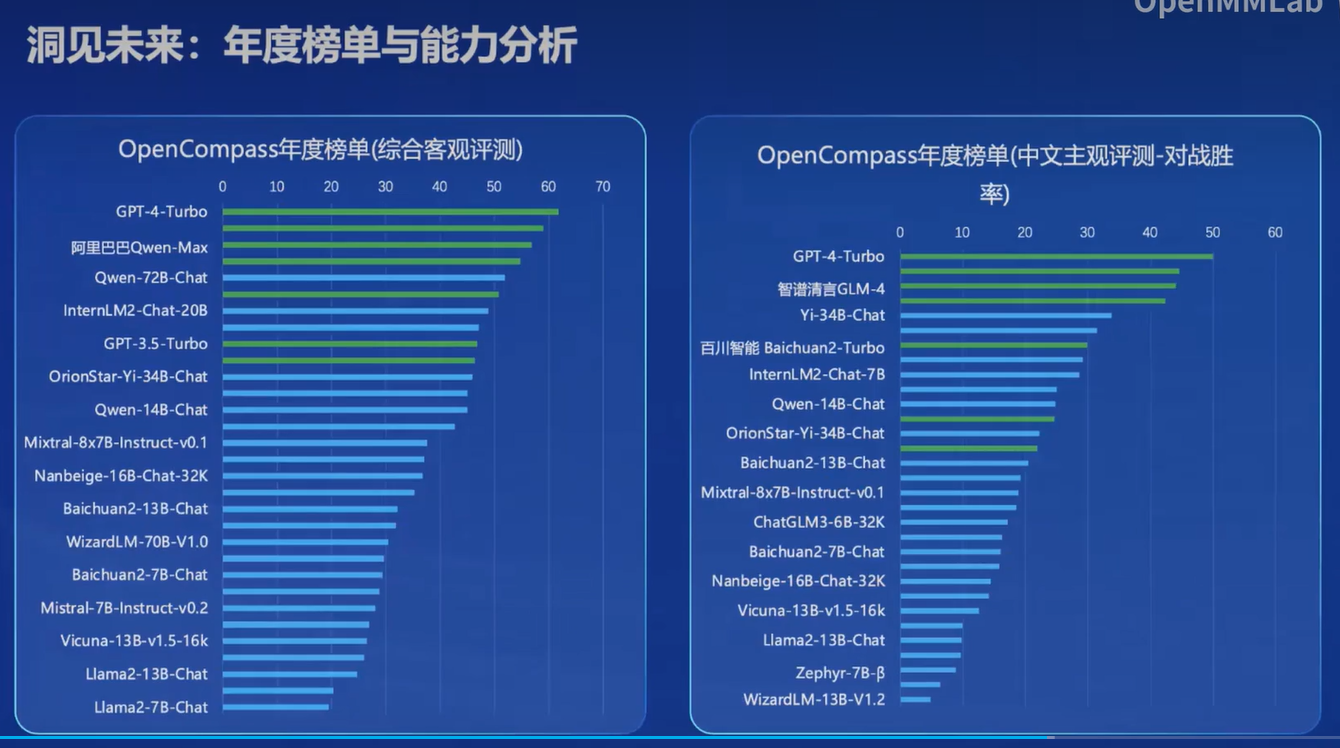 OpenMMLab
洞见未来：年度榜单与能力分析
OpenCompass年度榜单(综合客观评测)
0 10 20 30 40 50 60 70
GPT-4-Turbo
阿里巴巴Qwen-Max
Qwen-72B-Chat
InternLM2-Chat-20B
GPT-3.5-Turbo
OrionStar-Yi-34B-Chat
Qwen-14B-Chat
Mixtral-8x7B-Instruct-v0.1
Nanbeige-16B-Chat-32K
Baichuan2-13B-Chat
WizardLM-70B-V1.0
Baichuan2-7B-Chat
Mistral-7B-Instruct-v0.2
Vicuna-13B-v1.5-16k
Llama2-13B-Chat
Llama2-7B-Chat
OpenCompass年度榜单(中文主观评测-对战胜
率)
0 10 20 30 40 50 60
GPT-4-Turbo
智谱清言GLM-4
Yi-34B-Chat
百川智能 Baichuan2-Turbo
InternLM2-Chat-7B
Qwen-14B-Chat
OrionStar-Yi-34B-Chat
Baichuan2-13B-Chat
Mixtral-8x7B-Instruct-v0.1
ChatGLM3-6B-32K
Baichuan2-7B-Chat
Nanbeige-16B-Chat-32K
Vicuna-13B-v1.5-16k
Llama2-13B-Chat
Zephyr-7B-β
WizardLM-13B-V1.2